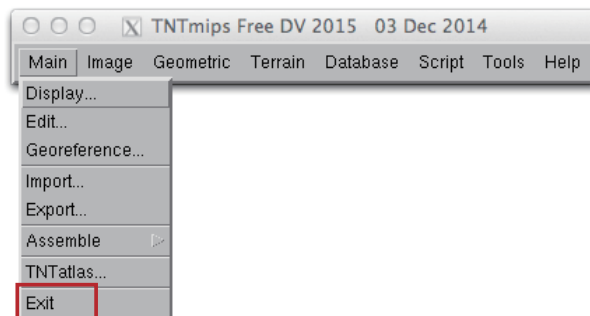 TNTmips Free DV 2015 03 Dec 2014
Main Image Geometric Terrain Database Script Tools Help
Display...
Edit...
Georeference...
Import...
Export...
Assemble
TNTatlas...
Exit